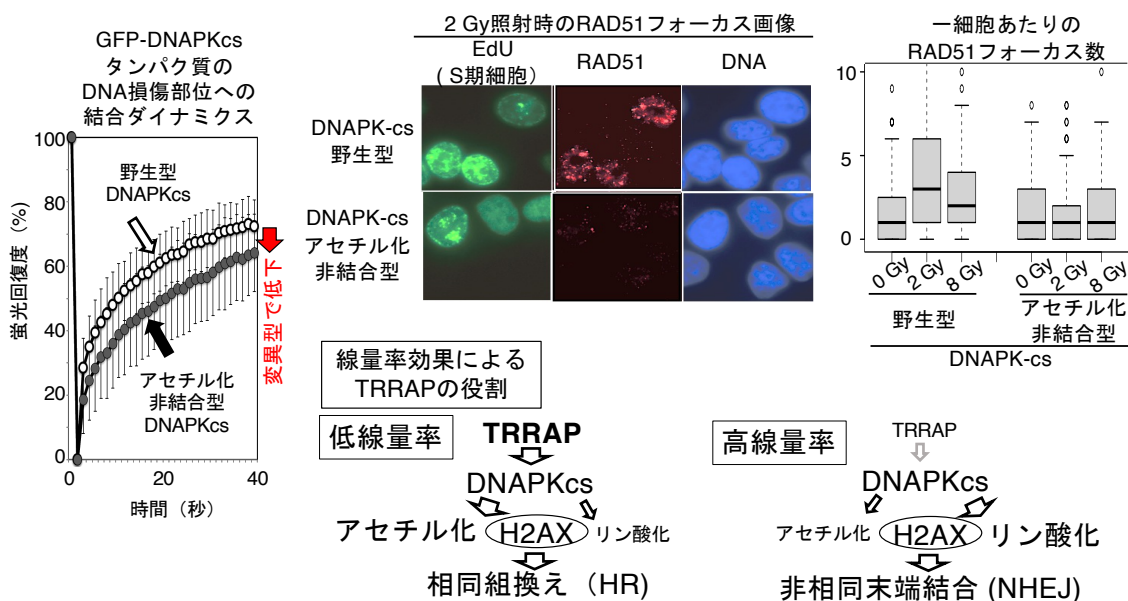 GFP-DNAPKcs
タンパク質の
DNA損傷部位への
結合ダイナミクス
100
80
60
40
20
0
蛍光回復度(%)
野生型
DNAPKcs
アセチル化
非結合型
DNAPKcs
変異型で低下
0
20
40
時間(秒)
2 Gy照射時のRAD51フォーカス画像
EdU
(S期細胞)
RAD51
DNA
DNAPK-cs
野生型
DNAPK-cs
アセチル化
非結合型
一細胞あたりの
RAD51フォーカス数
10
5
0
0 Gy
2 Gy
8 Gy
0 Gy
2 Gy
8 Gy
野生型
アセチル化
非結合型
DNAPK-cs
線量率効果による
TRRAPの役割
低線量率
TRRAP
DNAPKcs
アセチル化
H2AX
リン酸化
相同組換え(HR)
高線量率
TRRAP
DNAPKcs
アセチル化
H2AX
リン酸化
非相同末端結合 (NHEJ)